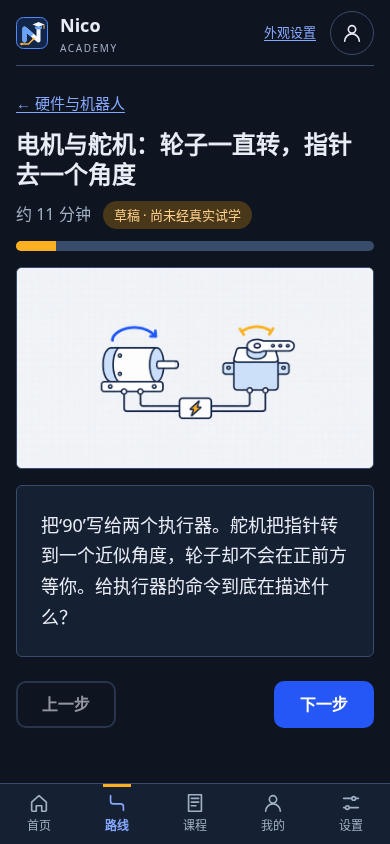 Nico
ACADEMY
外观设置
← 硬件与机器人
电机与舵机：轮子一直转，指针
去一个角度
约 11 分钟
草稿 · 尚未经真实试学
把‘90’写给两个执行器。舵机把指针转
到一个近似角度，轮子却不会在正前方
等你。给执行器的命令到底在描述什
么？
上一步
下一步
首页
路线
课程
我的
设置